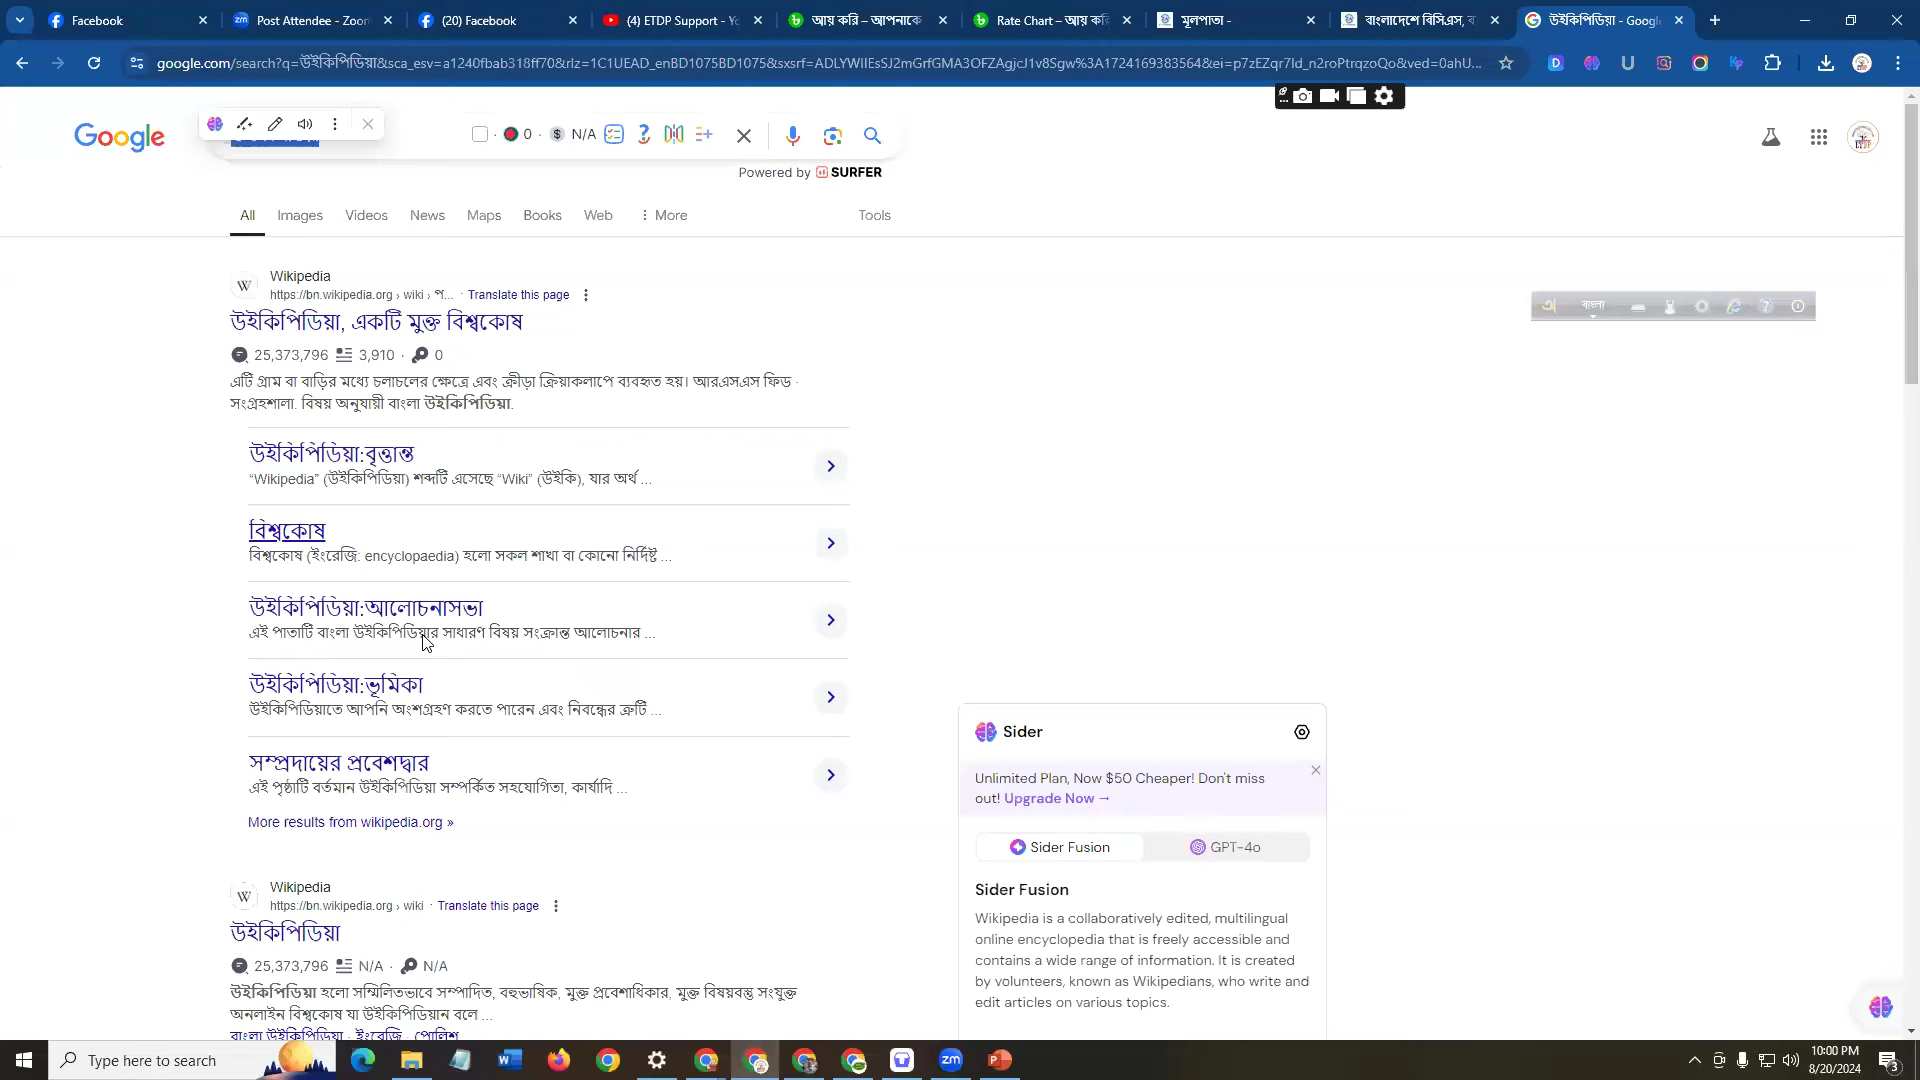 Facebook
Post Attendee - Zoom
(20) Facebook
(4) ETDP Support - Yo
আয় করি – আপনাকে
Rate Chart – আয় করি
মূলপাতা -
বাংলাদেশে বিসিএস, ব
উইকিপিডিয়া - Googl
google.com/search?q=উইকিপিডিয়া&sca_esv=a1240fbab318ff70&rlz=1C1UEAD_enBD1075BD1075&sxsrf=ADLYWIIEsSJ2mGrfGMA3OFZAgjcJ1v8Sgw%3A1724169383564&ei=p7zEZqr7Id_n2roPtrqzoQo&ved=0ahU...
Google
0 · N/A
Powered by SURFER
All Images Videos News Maps Books Web More Tools
Wikipedia
https://bn.wikipedia.org › wiki › প... · Translate this page
উইকিপিডিয়া, একটি মুক্ত বিশ্বকোষ
25,373,796 3,910 · 0
এটি গ্রাম বা বাড়ির মধ্যে চলাচলের ক্ষেত্রে এবং ক্রীড়া ক্রিয়াকলাপে ব্যবহৃত হয়। আরএসএস ফিড ·
সংগ্রহশালা. বিষয় অনুযায়ী বাংলা উইকিপিডিয়া.
উইকিপিডিয়া:বৃত্তান্ত
“Wikipedia” (উইকিপিডিয়া) শব্দটি এসেছে “Wiki” (উইকি), যার অর্থ ...
বিশ্বকোষ
বিশ্বকোষ (ইংরেজি: encyclopaedia) হলো সকল শাখা বা কোনো নির্দিষ্ট ...
উইকিপিডিয়া:আলোচনাসভা
এই পাতাটি বাংলা উইকিপিডিয়ার সাধারণ বিষয় সংক্রান্ত আলোচনার ...
উইকিপিডিয়া:ভূমিকা
উইকিপিডিয়াতে আপনি অংশগ্রহণ করতে পারেন এবং নিবন্ধের ত্রুটি ...
সম্প্রদায়ের প্রবেশদ্বার
এই পৃষ্ঠাটি বর্তমান উইকিপিডিয়া সম্পর্কিত সহযোগিতা, কার্যাদি ...
More results from wikipedia.org »
Wikipedia
https://bn.wikipedia.org › wiki · Translate this page
উইকিপিডিয়া
25,373,796 N/A · N/A
উইকিপিডিয়া হলো সম্মিলিতভাবে সম্পাদিত, বহুভাষিক, মুক্ত প্রবেশাধিকার, মুক্ত বিষয়বস্তু সংযুক্ত
অনলাইন বিশ্বকোষ যা উইকিপিডিয়ান বলে ...
বাংলা উইকিপিডিয়া · ইংরেজি · পোলিশ
বাংলা
Sider
Unlimited Plan, Now $50 Cheaper! Don't miss
out! Upgrade Now →
Sider Fusion GPT-4o
Sider Fusion
Wikipedia is a collaboratively edited, multilingual
online encyclopedia that is freely accessible and
contains a wide range of information. It is created
by volunteers, known as Wikipedians, who write and
edit articles on various topics.
Type here to search
10:00 PM
8/20/2024
3